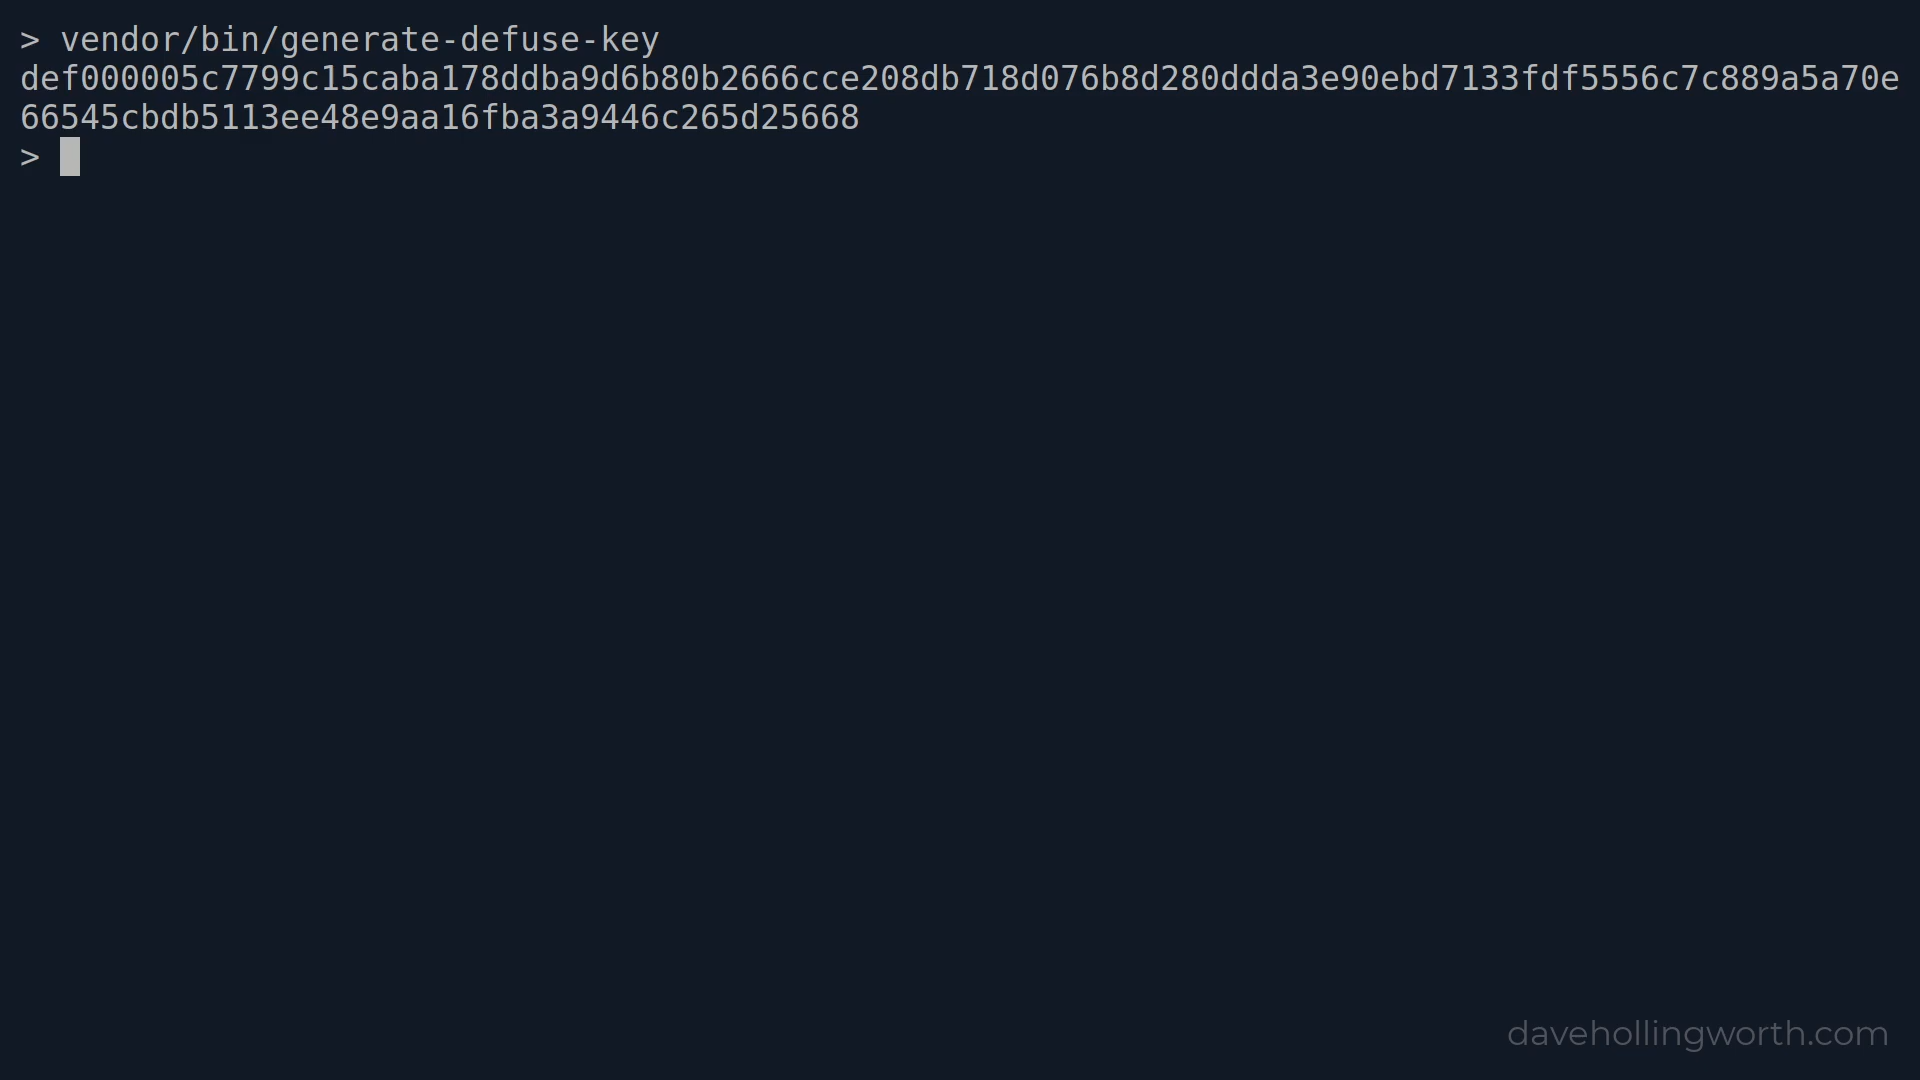 > vendor/bin/generate-defuse-key
def000005c7799c15caba178ddba9d6b80b2666cce208db718d076b8d280ddda3e90ebd7133fdf5556c7c889a5a70e
66545cbdb5113ee48e9aa16fba3a9446c265d25668
>
davehollingworth.com